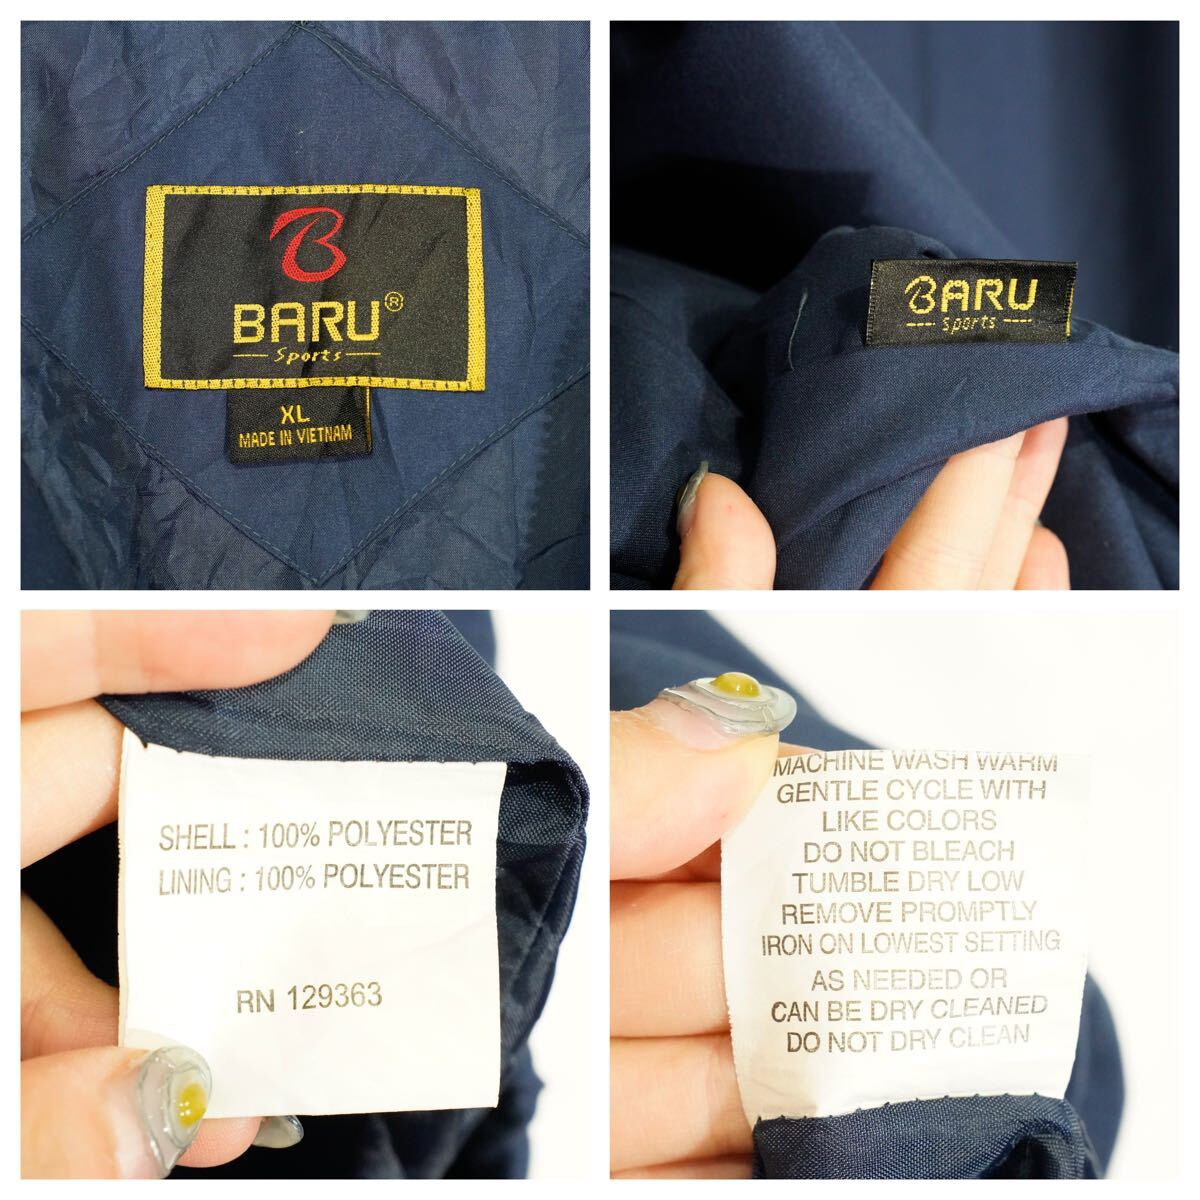 B
BARU®
Sports
XL
MADE IN VIETNAM
BARU
Sports
SHELL : 100% POLYESTER
LINING : 100% POLYESTER
RN 129363
MACHINE WASH WARM
GENTLE CYCLE WITH
LIKE COLORS
DO NOT BLEACH
TUMBLE DRY LOW
REMOVE PROMPTLY
IRON ON LOWEST SETTING
AS NEEDED OR
CAN BE DRY CLEANED
DO NOT DRY CLEAN